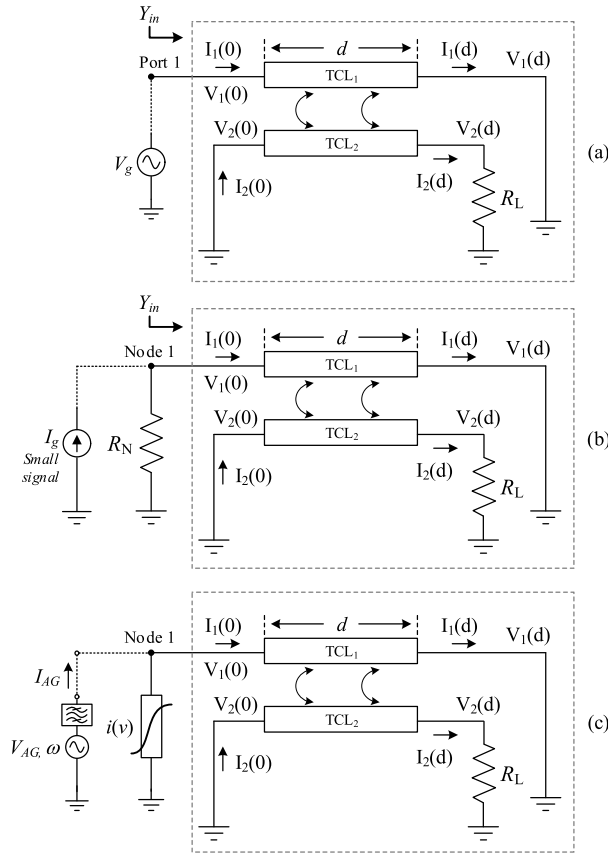 Y_in
I₁(0)
d
I₁(d)
V₁(d)
Port 1
TCL₁
V₁(0)
V₂(0)
V₂(d)
TCL₂
V_g
I₂(0)
I₂(d)
R_L
(a)
Y_in
I₁(0)
d
I₁(d)
V₁(d)
Node 1
TCL₁
V₁(0)
V₂(0)
V₂(d)
TCL₂
I_g
Small
signal
R_N
I₂(0)
I₂(d)
R_L
(b)
I₁(0)
d
I₁(d)
V₁(d)
Node 1
TCL₁
V₁(0)
I_AG
V₂(0)
V₂(d)
TCL₂
i(v)
V_AG, ω
I₂(0)
I₂(d)
R_L
(c)